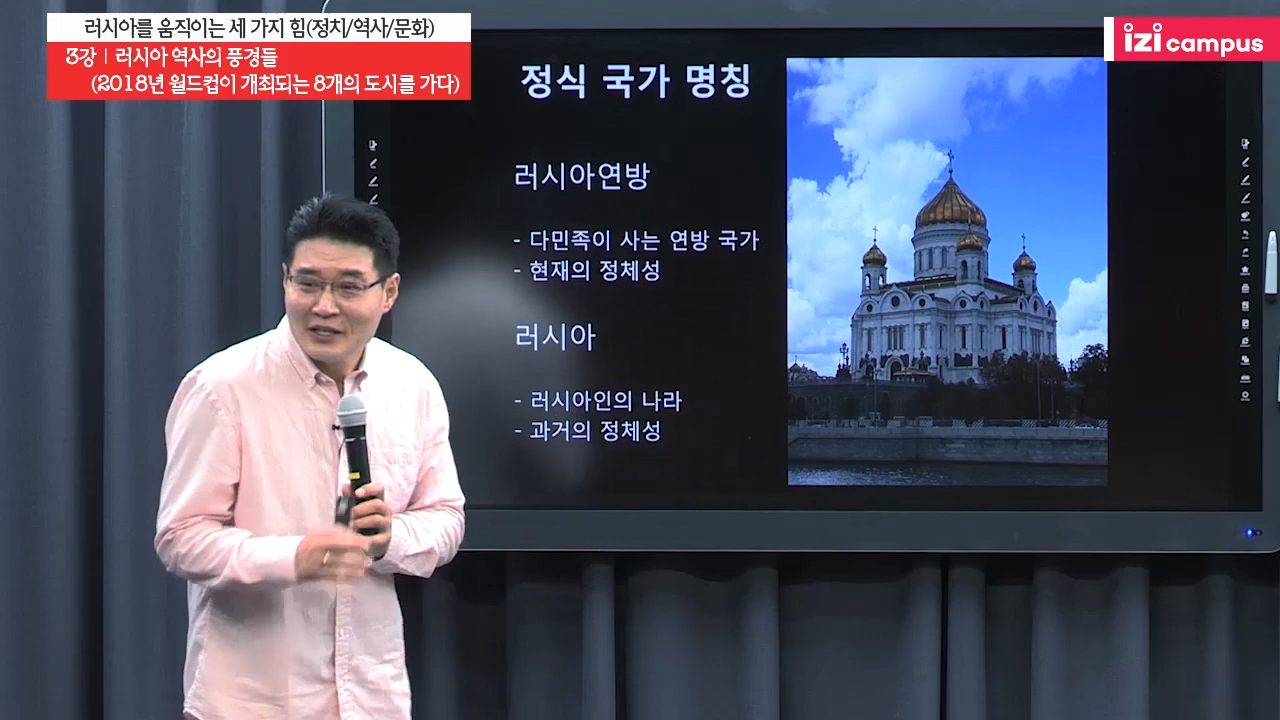 러시아를 움직이는 세 가지 힘(정치/역사/문화)
3강 | 러시아 역사의 풍경들
(2018년 월드컵이 개최되는 8개의 도시를 가다)
izi campus
정식 국가 명칭
러시아연방
- 다민족이 사는 연방 국가
- 현재의 정체성
러시아
- 러시아인의 나라
- 과거의 정체성